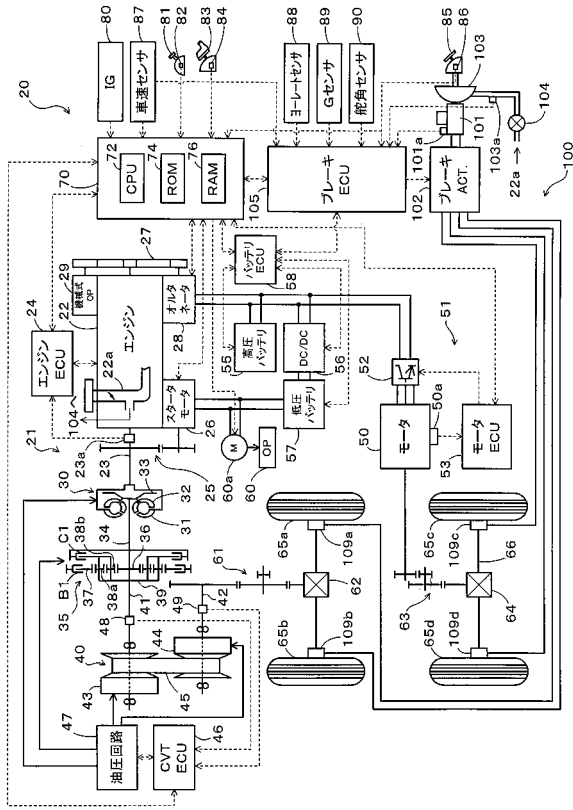 80
IG
87
車速センサ
81
82
83
84
88
ヨーレートセンサ
89
Gセンサ
90
舵角センサ
85
86
103
20
70
72
CPU
74
ROM
76
RAM
105
ブレーキ
ECU
101a
101
103a
104
22a
102
ブレーキ
ACT.
100
24
エンジン
ECU
29
機械式
OP
22
27
エンジン
22a
104へ
21
23a
23
25
26
スタータ
モータ
28
オルタ
ネータ
バッテリ
ECU
58
55
高圧
バッテリ
DC/DC
56
57
低圧
バッテリ
M
60a
OP
60
51
52
50
モータ
50a
53
モータ
ECU
30
33
32
31
34
C1
38b
36
B1
37
38a
39
35
41
48
40
43
44
45
49
42
47
油圧回路
CVT
ECU
46
61
62
63
64
65a
109a
65b
109b
65c
109c
66
65d
109d